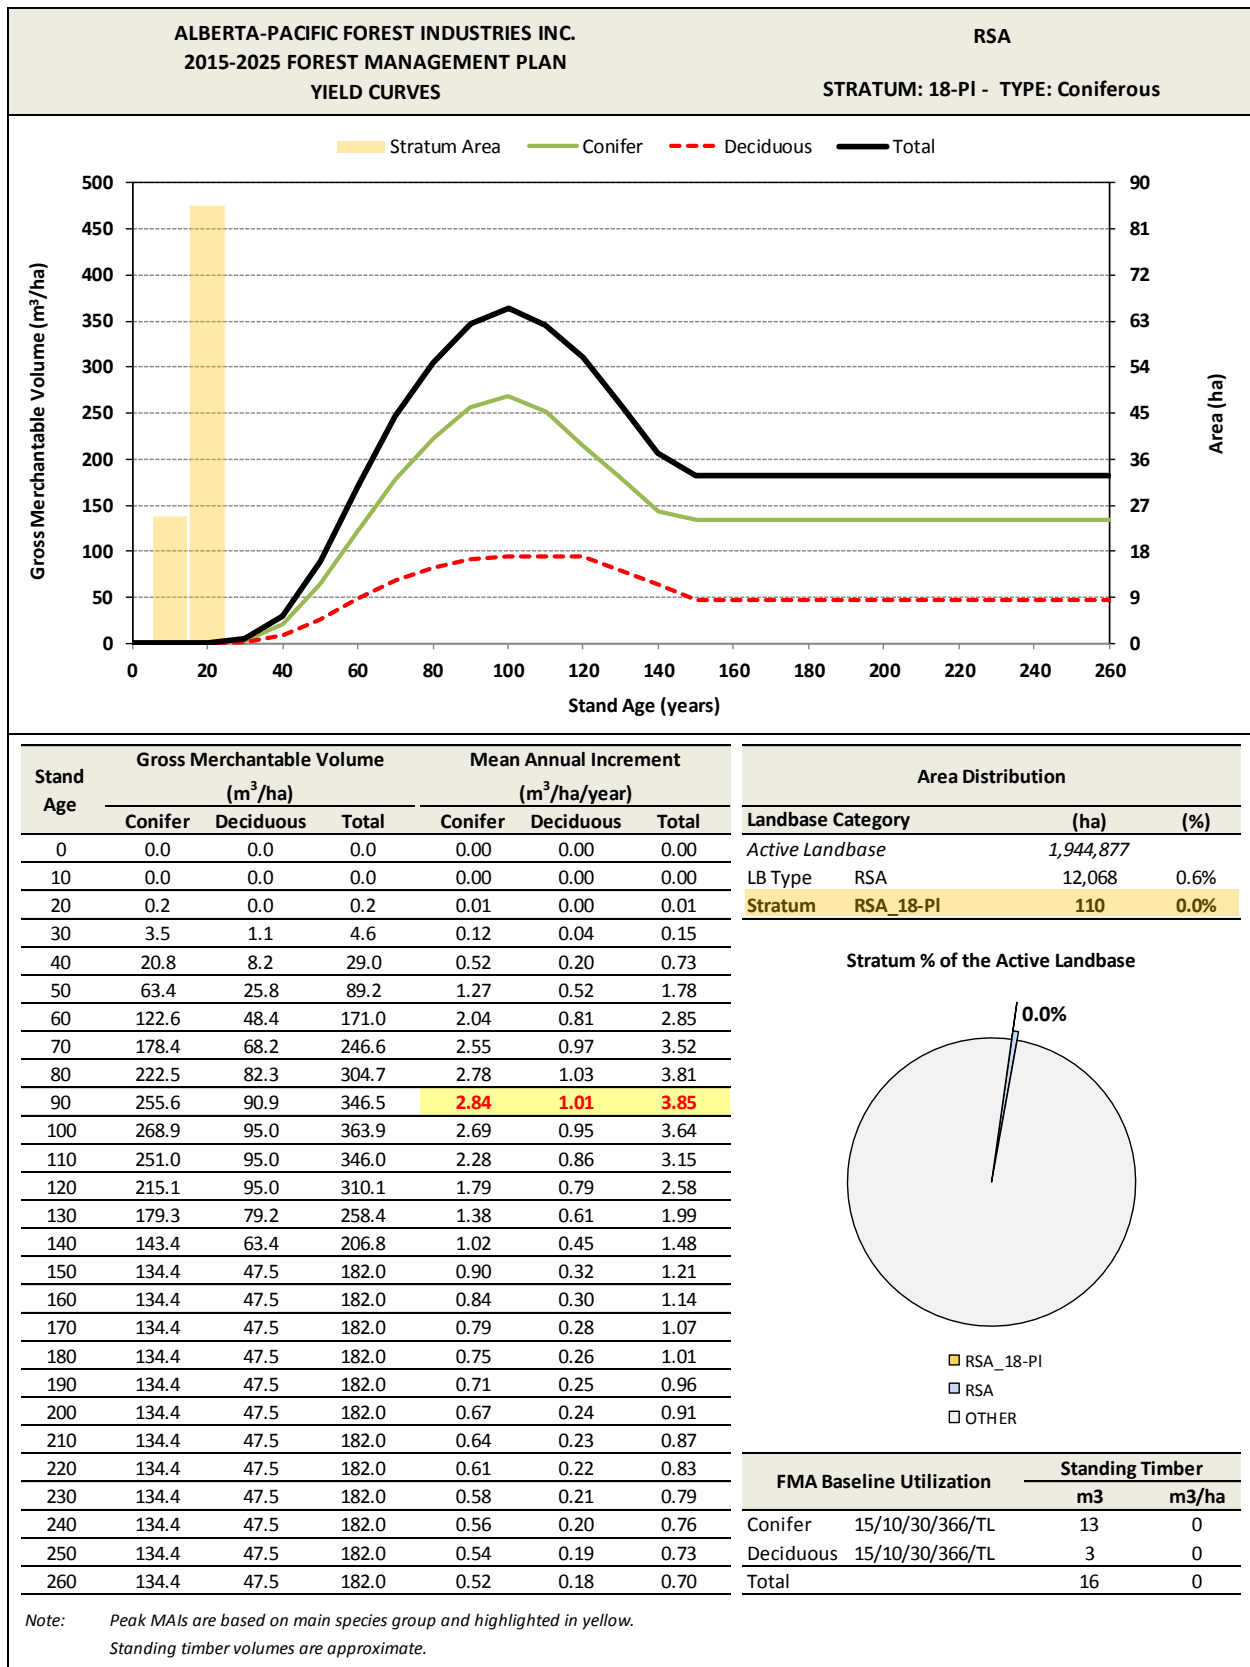 ALBERTA-PACIFIC FOREST INDUSTRIES INC.
2015-2025 FOREST MANAGEMENT PLAN
YIELD CURVES
RSA
STRATUM: 18-Pl - TYPE: Coniferous
Stratum Area Conifer Deciduous Total
Gross Merchantable Volume (m³/ha)
500
450
400
350
300
250
200
150
100
50
0
90
81
72
63
54
45
36
27
18
9
0
Area (ha)
0 20 40 60 80 100 120 140 160 180 200 220 240 260
Stand Age (years)
Stand Age
Gross Merchantable Volume (m³/ha)
Mean Annual Increment (m³/ha/year)
Conifer Deciduous Total Conifer Deciduous Total
0 0.0 0.0 0.0 0.00 0.00 0.00
10 0.0 0.0 0.0 0.00 0.00 0.00
20 0.2 0.0 0.2 0.01 0.00 0.01
30 3.5 1.1 4.6 0.12 0.04 0.15
40 20.8 8.2 29.0 0.52 0.20 0.73
50 63.4 25.8 89.2 1.27 0.52 1.78
60 122.6 48.4 171.0 2.04 0.81 2.85
70 178.4 68.2 246.6 2.55 0.97 3.52
80 222.5 82.3 304.7 2.78 1.03 3.81
90 255.6 90.9 346.5 2.84 1.01 3.85
100 268.9 95.0 363.9 2.69 0.95 3.64
110 251.0 95.0 346.0 2.28 0.86 3.15
120 215.1 95.0 310.1 1.79 0.79 2.58
130 179.3 79.2 258.4 1.38 0.61 1.99
140 143.4 63.4 206.8 1.02 0.45 1.48
150 134.4 47.5 182.0 0.90 0.32 1.21
160 134.4 47.5 182.0 0.84 0.30 1.14
170 134.4 47.5 182.0 0.79 0.28 1.07
180 134.4 47.5 182.0 0.75 0.26 1.01
190 134.4 47.5 182.0 0.71 0.25 0.96
200 134.4 47.5 182.0 0.67 0.24 0.91
210 134.4 47.5 182.0 0.64 0.23 0.87
220 134.4 47.5 182.0 0.61 0.22 0.83
230 134.4 47.5 182.0 0.58 0.21 0.79
240 134.4 47.5 182.0 0.56 0.20 0.76
250 134.4 47.5 182.0 0.54 0.19 0.73
260 134.4 47.5 182.0 0.52 0.18 0.70
Area Distribution
Landbase Category (ha) (%)
Active Landbase 1,944,877
LB Type RSA 12,068 0.6%
Stratum RSA_18-Pl 110 0.0%
Stratum % of the Active Landbase
0.0%
RSA_18-Pl
RSA
OTHER
FMA Baseline Utilization Standing Timber
m3 m3/ha
Conifer 15/10/30/366/TL 13 0
Deciduous 15/10/30/366/TL 3 0
Total 16 0
Note: Peak MAIs are based on main species group and highlighted in yellow.
Standing timber volumes are approximate.